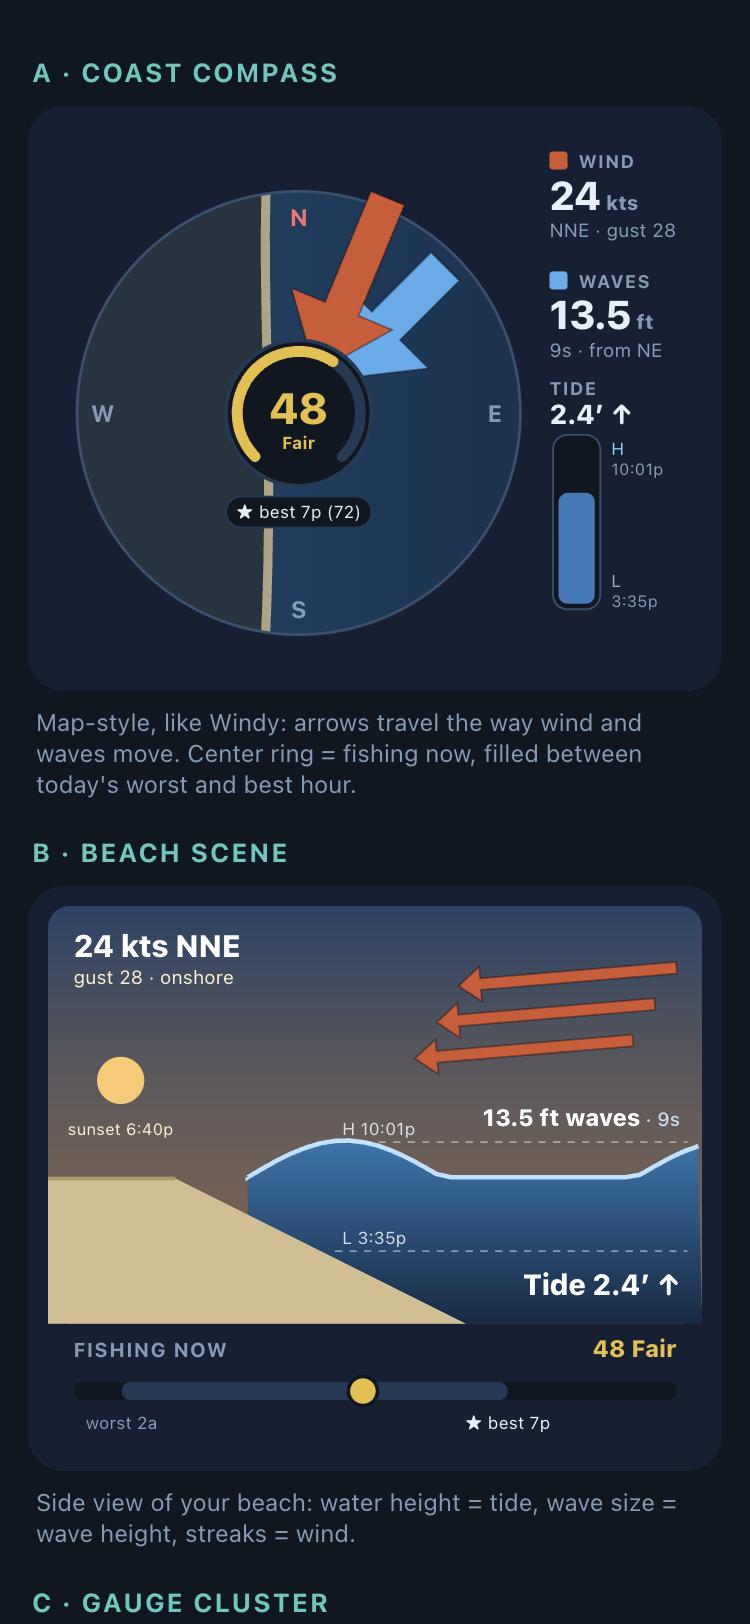 A · COAST COMPASS
WIND
24 kts
NNE · gust 28
WAVES
13.5 ft
9s · from NE
TIDE
2.4′ ↑
H
10:01p
L
3:35p
N
W
E
S
48
Fair
★ best 7p (72)
Map-style, like Windy: arrows travel the way wind and
waves move. Center ring = fishing now, filled between
today's worst and best hour.
B · BEACH SCENE
24 kts NNE
gust 28 · onshore
sunset 6:40p
H 10:01p
13.5 ft waves · 9s
L 3:35p
Tide 2.4′ ↑
FISHING NOW
48 Fair
worst 2a
★ best 7p
Side view of your beach: water height = tide, wave size =
wave height, streaks = wind.
C · GAUGE CLUSTER